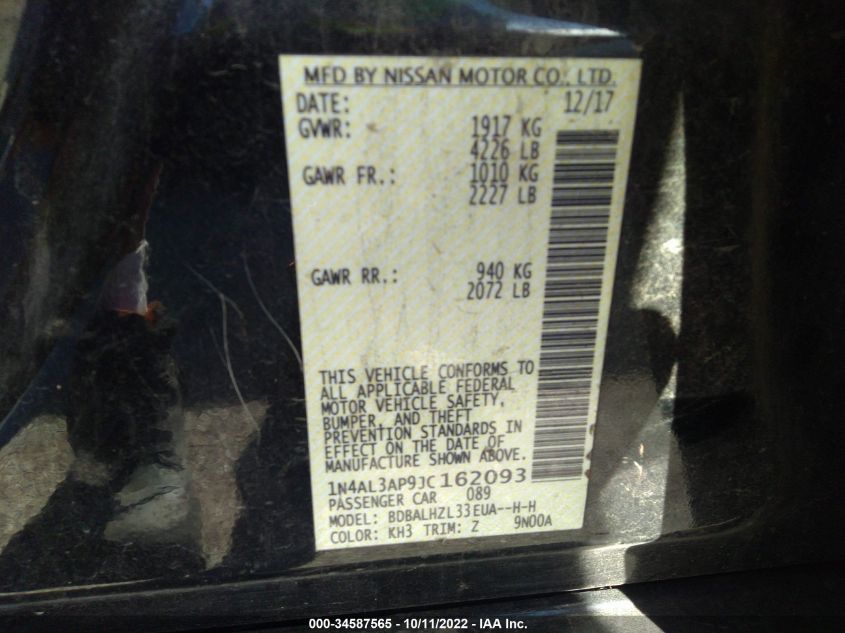 MFD BY NISSAN MOTOR CO., LTD.
DATE: 12/17
GVWR: 1917 KG
4226 LB
GAWR FR.: 1010 KG
2227 LB
GAWR RR.: 940 KG
2072 LB
THIS VEHICLE CONFORMS TO
ALL APPLICABLE FEDERAL
MOTOR VEHICLE SAFETY,
BUMPER, AND THEFT
PREVENTION STANDARDS IN
EFFECT ON THE DATE OF
MANUFACTURE SHOWN ABOVE.
1N4AL3AP9JC162093
PASSENGER CAR 089
MODEL: BDBALHZL33EUA--H-H
COLOR: KH3 TRIM: Z 9N00A
000-34587565 - 10/11/2022 - IAA Inc.